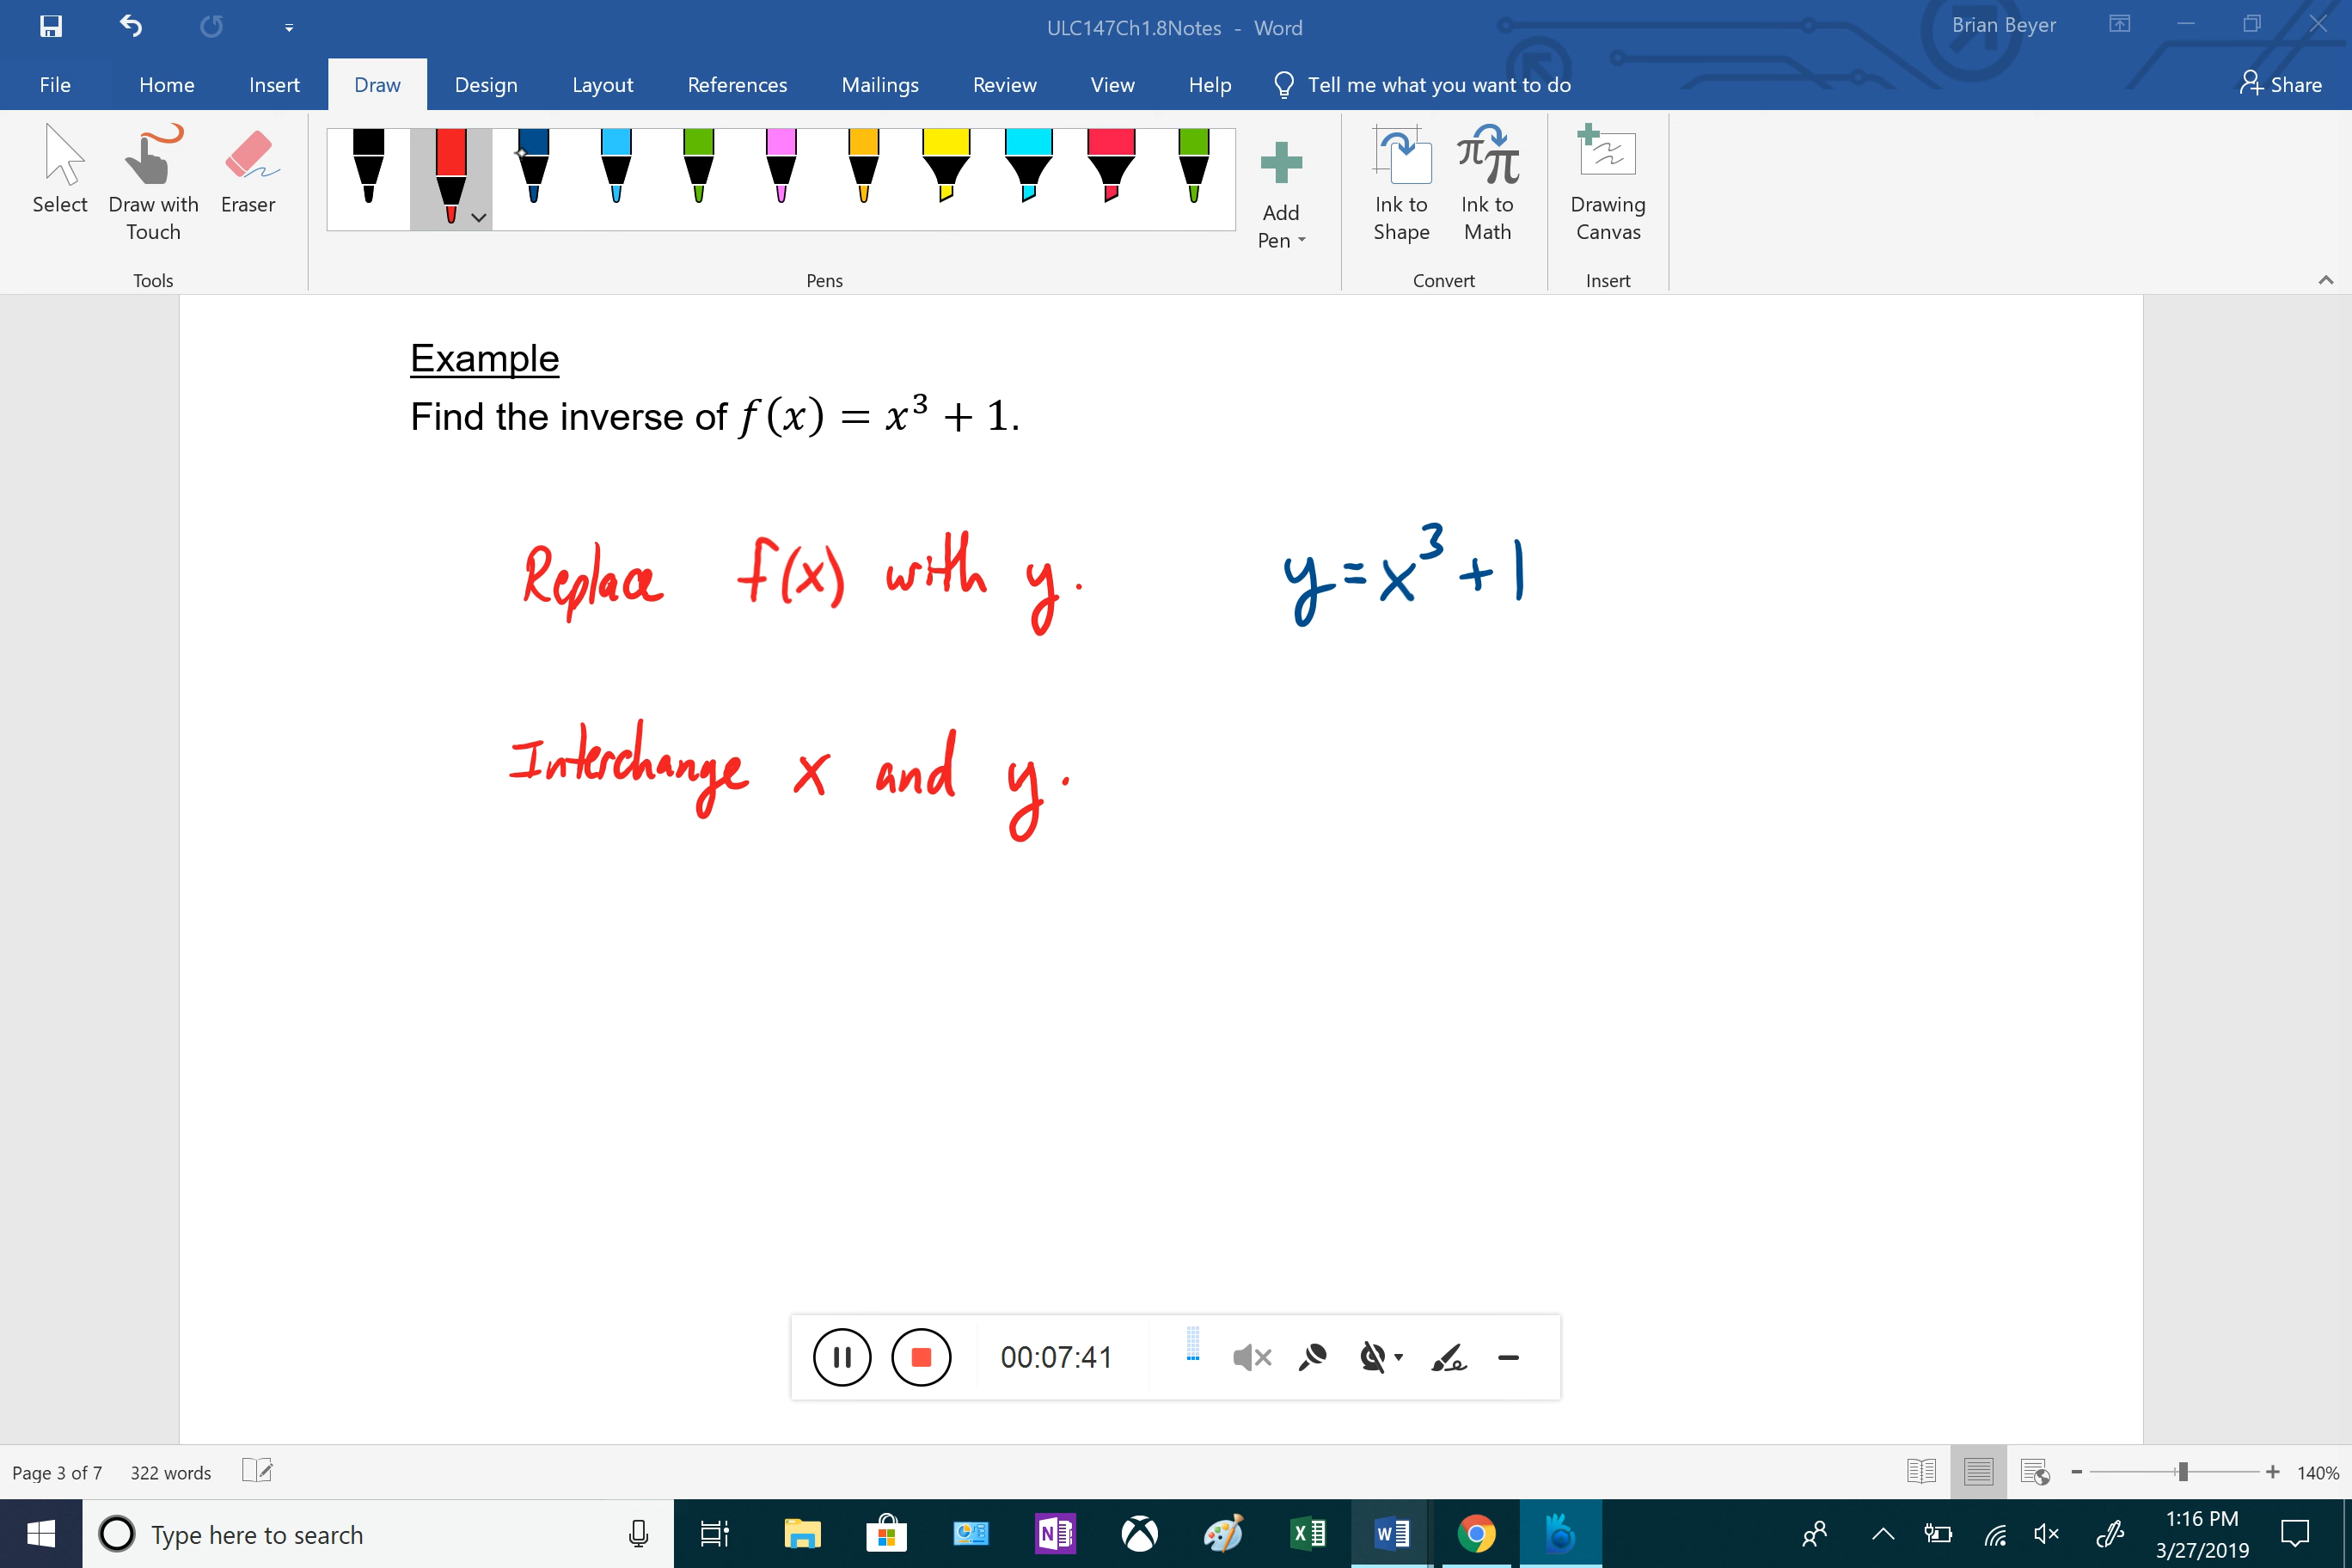 ULC147Ch1.8Notes - Word
Brian Beyer
File Home Insert Draw Design Layout References Mailings Review View Help Tell me what you want to do Share
Select Draw with Touch Eraser
Add Pen
Ink to Shape Ink to Math
Drawing Canvas
Tools Pens Convert Insert
Example
Find the inverse of f(x) = x³ + 1.
Replace f(x) with y. y = x³ + 1
Interchange x and y.
00:07:41
Page 3 of 7 322 words 140%
Type here to search
1:16 PM
3/27/2019